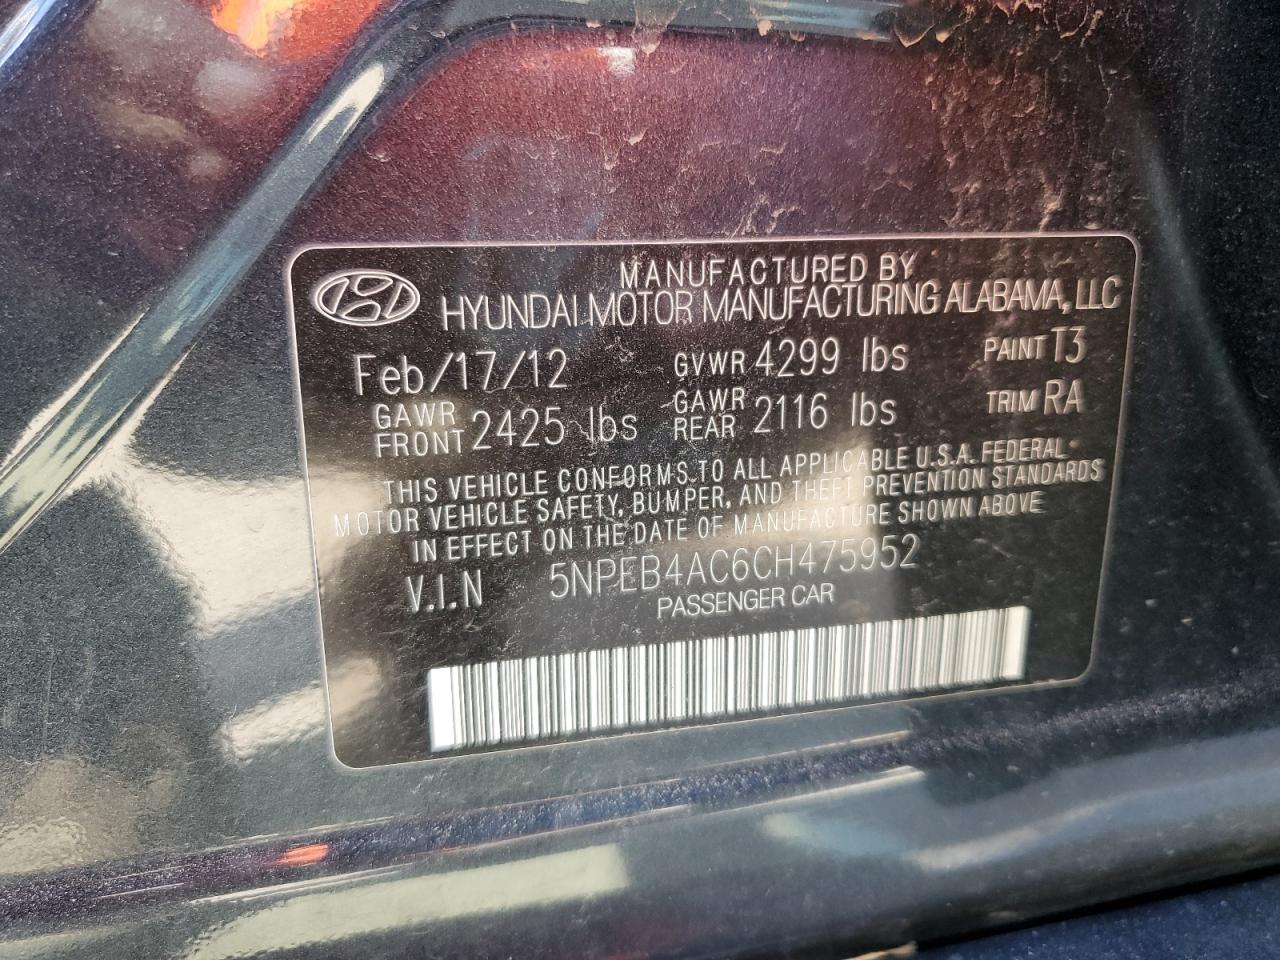 MANUFACTURED BY
HYUNDAI MOTOR MANUFACTURING ALABAMA, LLC
Feb/17/12 GVWR 4299 lbs PAINT T3
GAWR FRONT 2425 lbs GAWR REAR 2116 lbs TRIM RA
THIS VEHICLE CONFORMS TO ALL APPLICABLE U.S.A. FEDERAL
MOTOR VEHICLE SAFETY, BUMPER, AND THEFT PREVENTION STANDARDS
IN EFFECT ON THE DATE OF MANUFACTURE SHOWN ABOVE
V.I.N 5NPEB4AC6CH475952
PASSENGER CAR